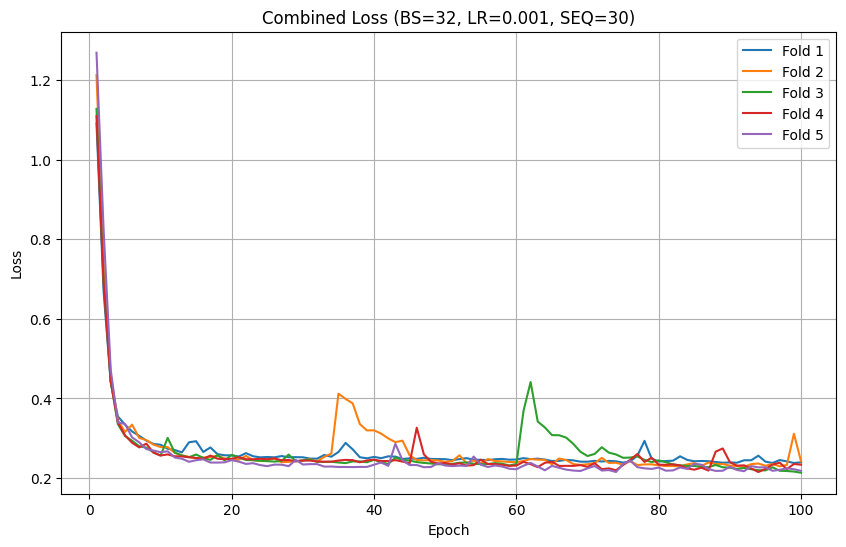 Combined Loss (BS=32, LR=0.001, SEQ=30)
Fold 1
Fold 2
Fold 3
Fold 4
Fold 5
Loss
1.2
1.0
0.8
0.6
0.4
0.2
0 20 40 60 80 100
Epoch